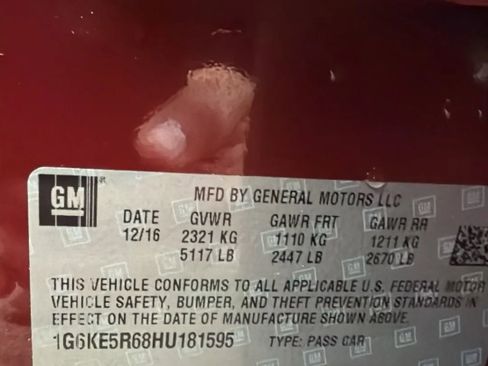 GM
MFD BY GENERAL MOTORS LLC
DATE GVWR GAWR FRT GAWR RR
12/16 2321 KG 1110 KG 1211 KG
5117 LB 2447 LB 2670 LB
THIS VEHICLE CONFORMS TO ALL APPLICABLE U.S. FEDERAL MOTOR
VEHICLE SAFETY, BUMPER, AND THEFT PREVENTION STANDARDS IN
EFFECT ON THE DATE OF MANUFACTURE SHOWN ABOVE.
1G6KE5R68HU181595 TYPE: PASS CAR